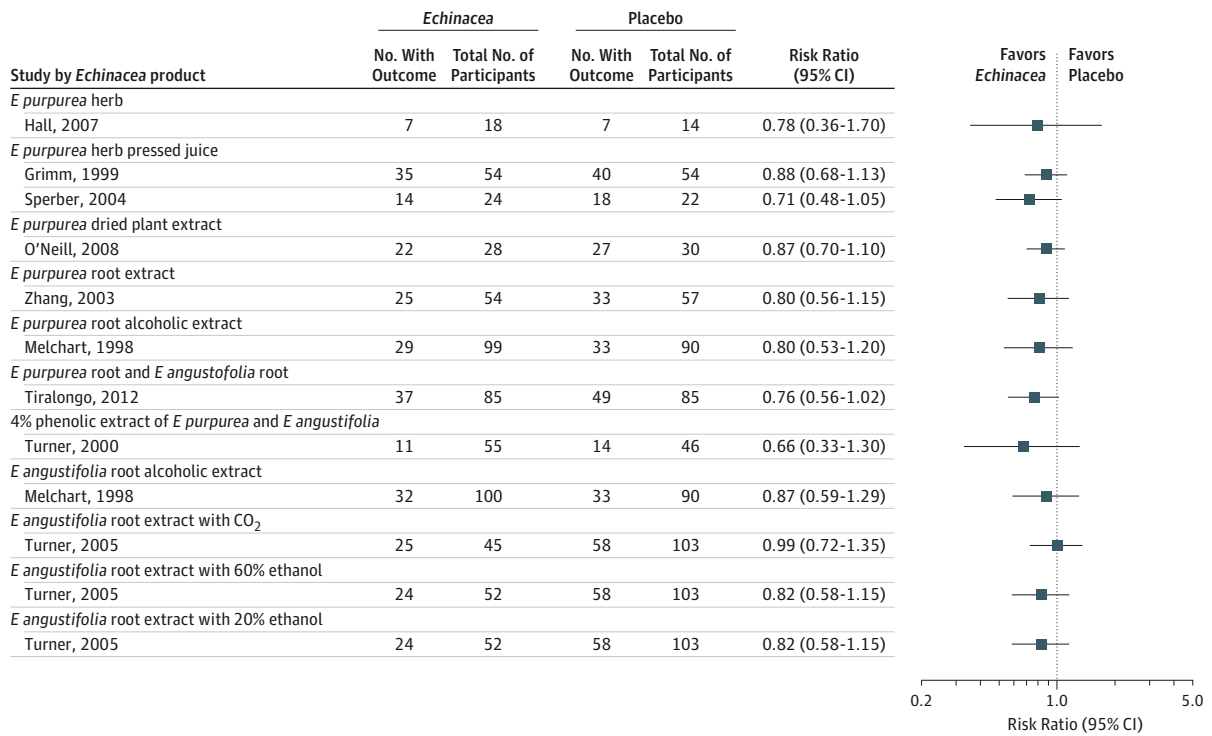 Echinacea Placebo
No. With Total No. of No. With Total No. of Risk Ratio Favors Favors
Study by Echinacea product Outcome Participants Outcome Participants (95% CI) Echinacea Placebo
E purpurea herb
Hall, 2007 7 18 7 14 0.78 (0.36-1.70)
E purpurea herb pressed juice
Grimm, 1999 35 54 40 54 0.88 (0.68-1.13)
Sperber, 2004 14 24 18 22 0.71 (0.48-1.05)
E purpurea dried plant extract
O'Neill, 2008 22 28 27 30 0.87 (0.70-1.10)
E purpurea root extract
Zhang, 2003 25 54 33 57 0.80 (0.56-1.15)
E purpurea root alcoholic extract
Melchart, 1998 29 99 33 90 0.80 (0.53-1.20)
E purpurea root and E angustofolia root
Tiralongo, 2012 37 85 49 85 0.76 (0.56-1.02)
4% phenolic extract of E purpurea and E angustifolia
Turner, 2000 11 55 14 46 0.66 (0.33-1.30)
E angustifolia root alcoholic extract
Melchart, 1998 32 100 33 90 0.87 (0.59-1.29)
E angustifolia root extract with CO2
Turner, 2005 25 45 58 103 0.99 (0.72-1.35)
E angustifolia root extract with 60% ethanol
Turner, 2005 24 52 58 103 0.82 (0.58-1.15)
E angustifolia root extract with 20% ethanol
Turner, 2005 24 52 58 103 0.82 (0.58-1.15)
0.2 1.0 5.0
Risk Ratio (95% CI)